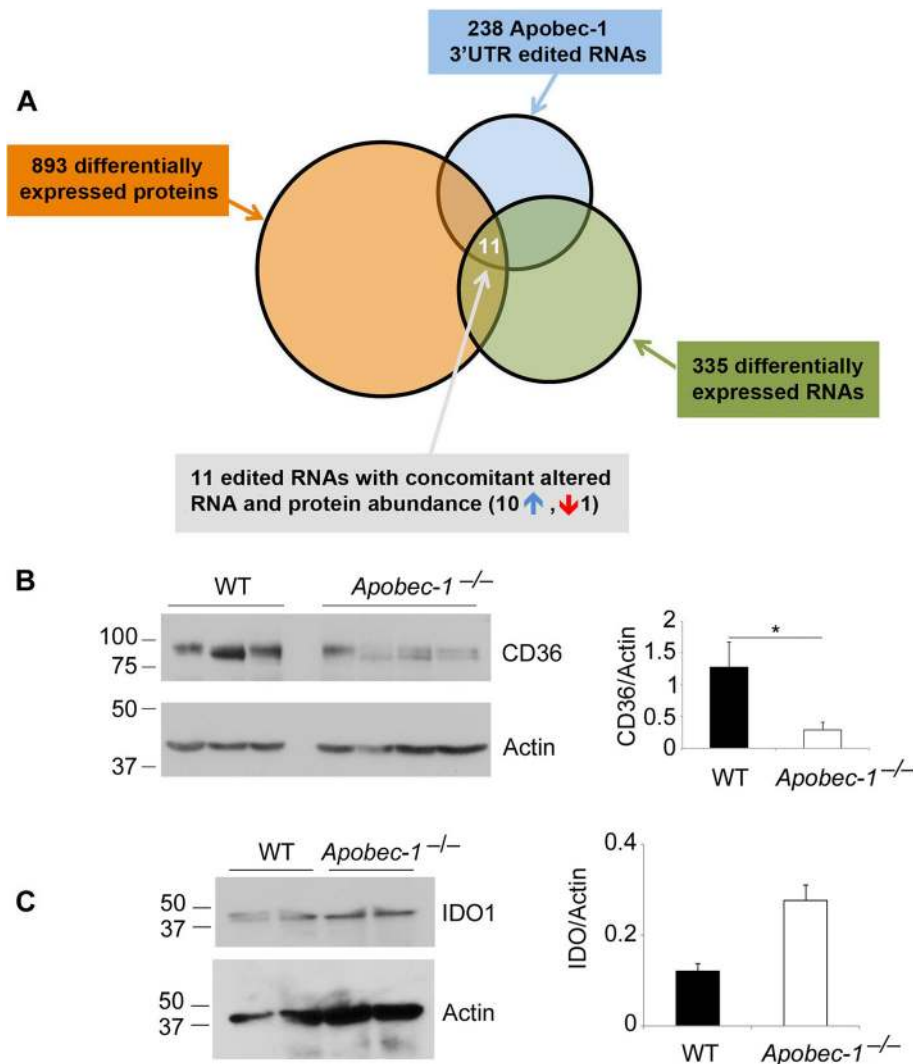 238 Apobec-1
3'UTR edited RNAs
A
893 differentially
expressed proteins
11
335 differentially
expressed RNAs
11 edited RNAs with concomitant altered
RNA and protein abundance (10 ↑ , ↓ 1)
B
WT
Apobec-1 –/–
100
75
CD36
50
37
Actin
2
1.5
1
0.5
0
CD36/Actin
*
WT
Apobec-1 –/–
C
WT
Apobec-1 –/–
50
37
IDO1
50
37
Actin
0.4
0.2
0
IDO/Actin
WT
Apobec-1 –/–